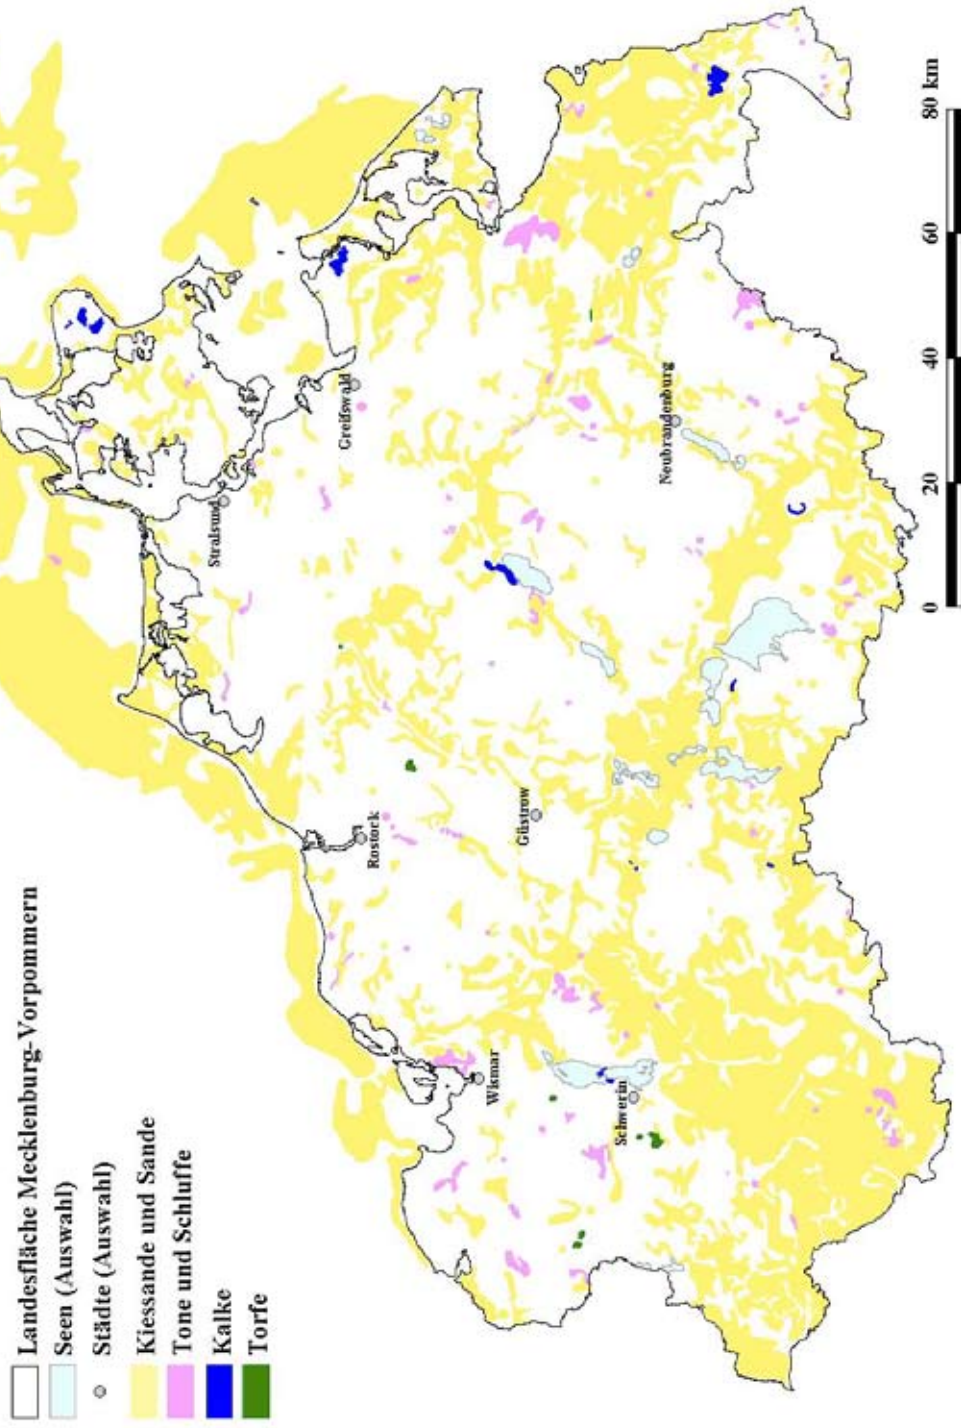 Landesfläche Mecklenburg-Vorpommern
Seen (Auswahl)
Städte (Auswahl)
Kiessande und Sande
Tone und Schluffe
Kalke
Torfe
Wismar
Schwerin
Rostock
Güstrow
Stralsund
Greifswald
Neubrandenburg
0 20 40 60 80 km